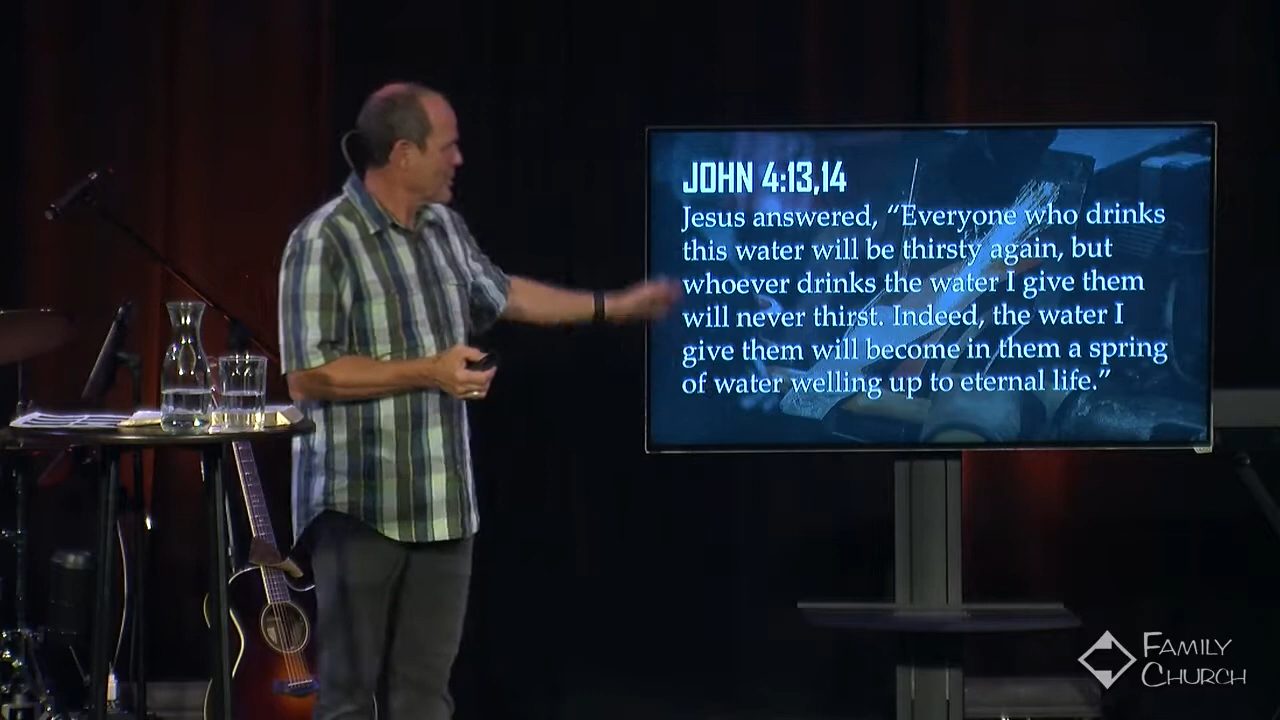 JOHN 4:13,14
Jesus answered, “Everyone who drinks
this water will be thirsty again, but
whoever drinks the water I give them
will never thirst. Indeed, the water I
give them will become in them a spring
of water welling up to eternal life.”
FAMILY
CHURCH